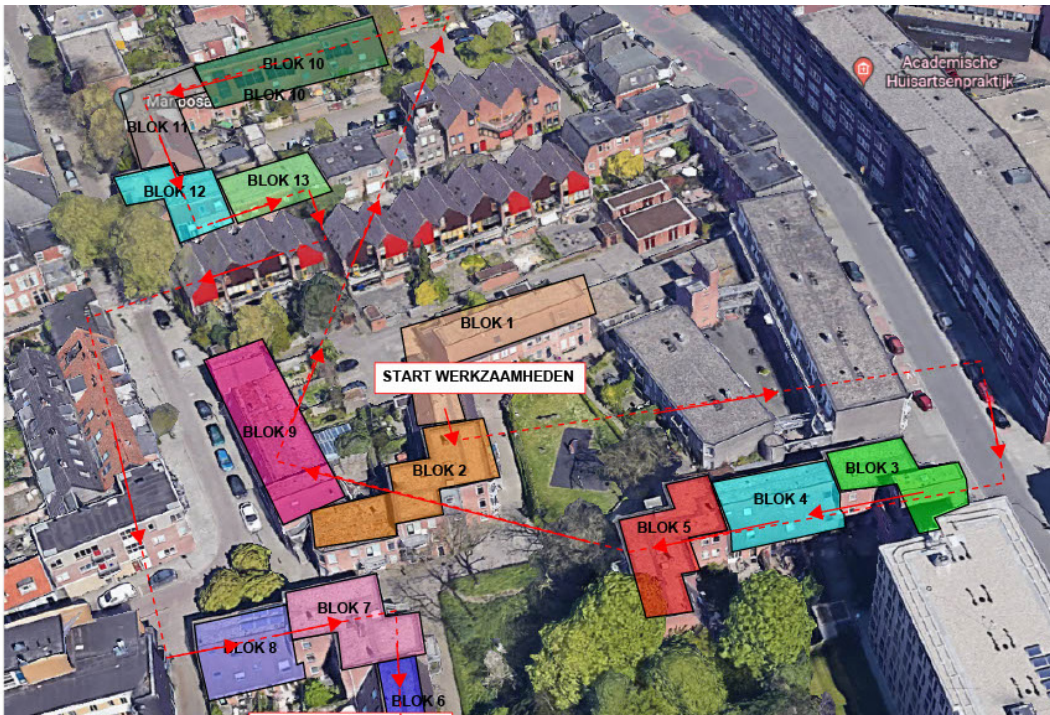 BLOK 10
BLOK 10
Mariposa
BLOK 11
BLOK 12
BLOK 13
Academische
Huisartsenpraktijk
BLOK 1
START WERKZAAMHEDEN
BLOK 9
BLOK 2
BLOK 3
BLOK 4
BLOK 5
BLOK 7
BLOK 8
BLOK 6